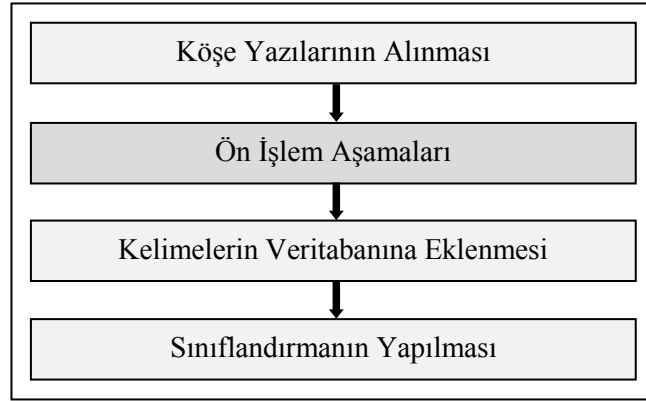 Köşe Yazılarının Alınması
Ön İşlem Aşamaları
Kelimelerin Veritabanına Eklenmesi
Sınıflandırmanın Yapılması